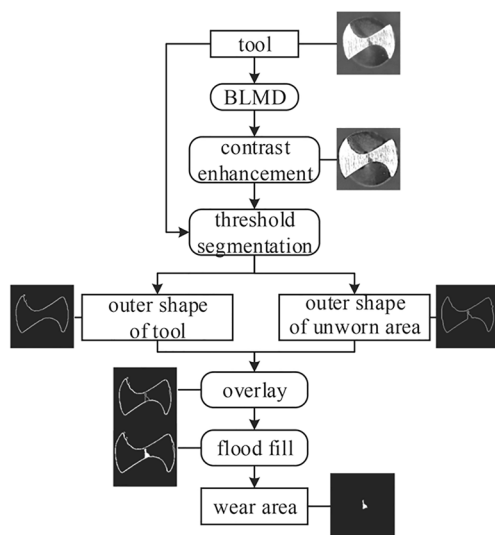 tool
BLMD
contrast
enhancement
threshold
segmentation
outer shape
of tool
outer shape
of unworn area
overlay
flood fill
wear area